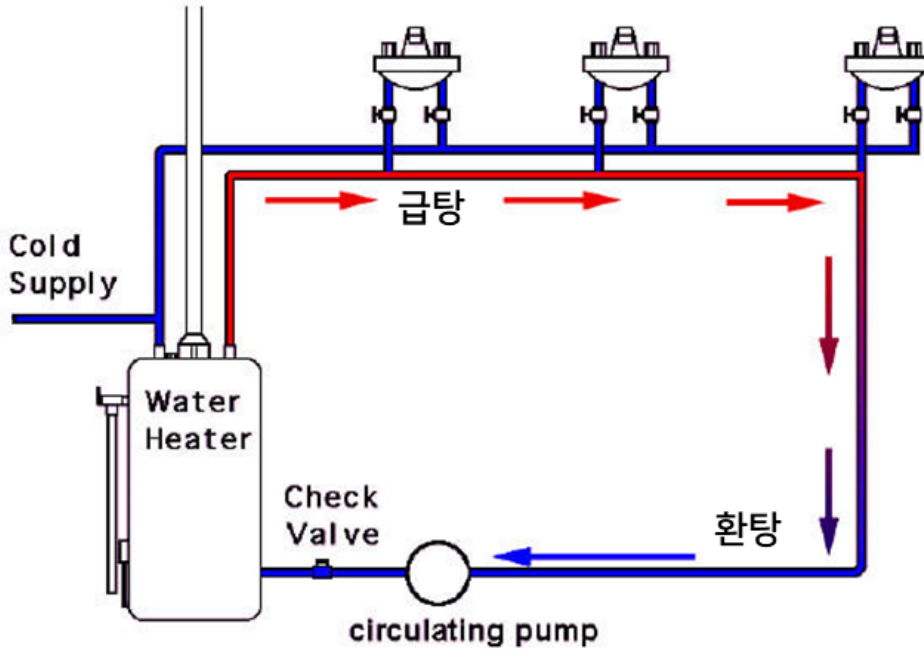 급탕
Cold
Supply
Water
Heater
Check
Valve
환탕
circulating pump